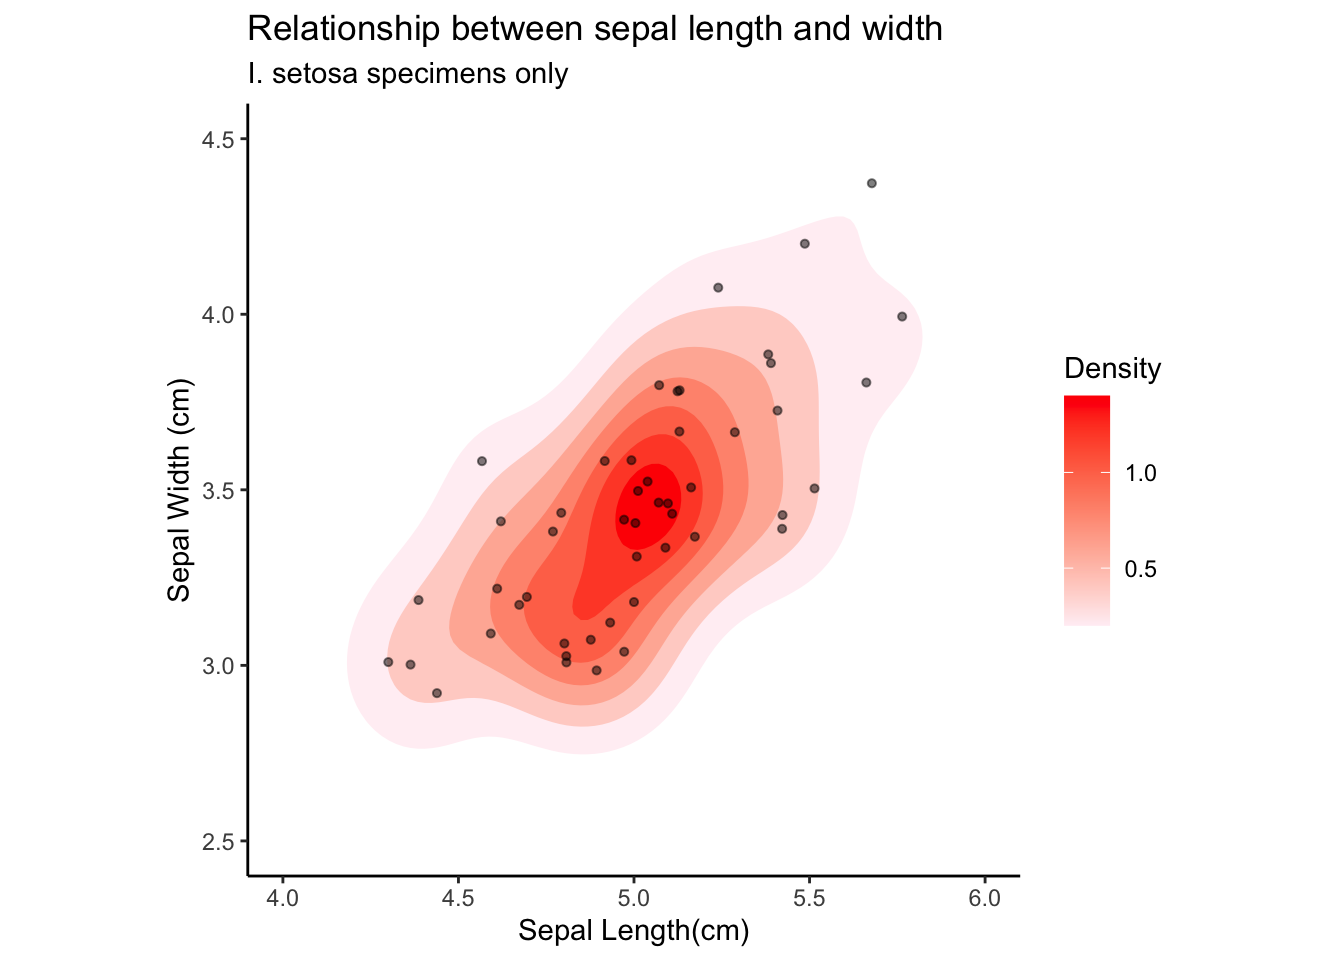 Relationship between sepal length and width
I. setosa specimens only
4.5
4.0
3.5
3.0
2.5
Sepal Width (cm)
4.0 4.5 5.0 5.5 6.0
Sepal Length(cm)
Density
1.0
0.5